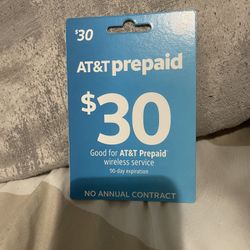 $30
AT&T prepaid
$30
Good for AT&T Prepaid
wireless service
90-day expiration
NO ANNUAL CONTRACT